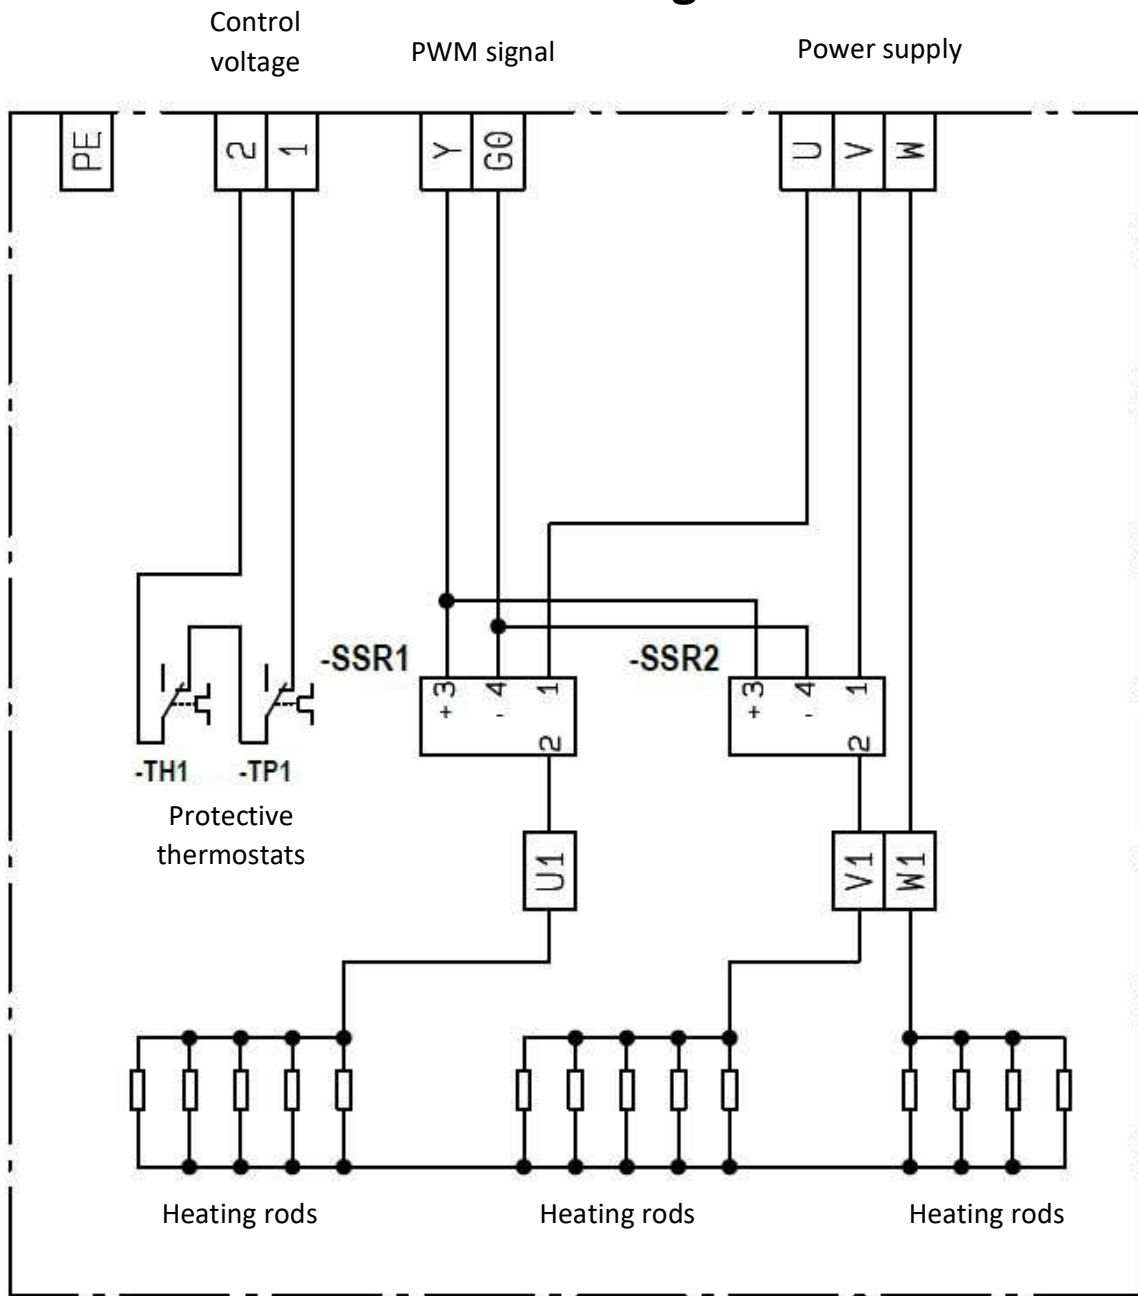 Control
voltage
PWM signal
Power supply
PE
2
1
Y
G0
U
V
W
-SSR1
-SSR2
+ 3
- 4
1
2
+ 3
- 4
1
2
-TH1
-TP1
Protective
thermostats
U1
V1
W1
Heating rods
Heating rods
Heating rods